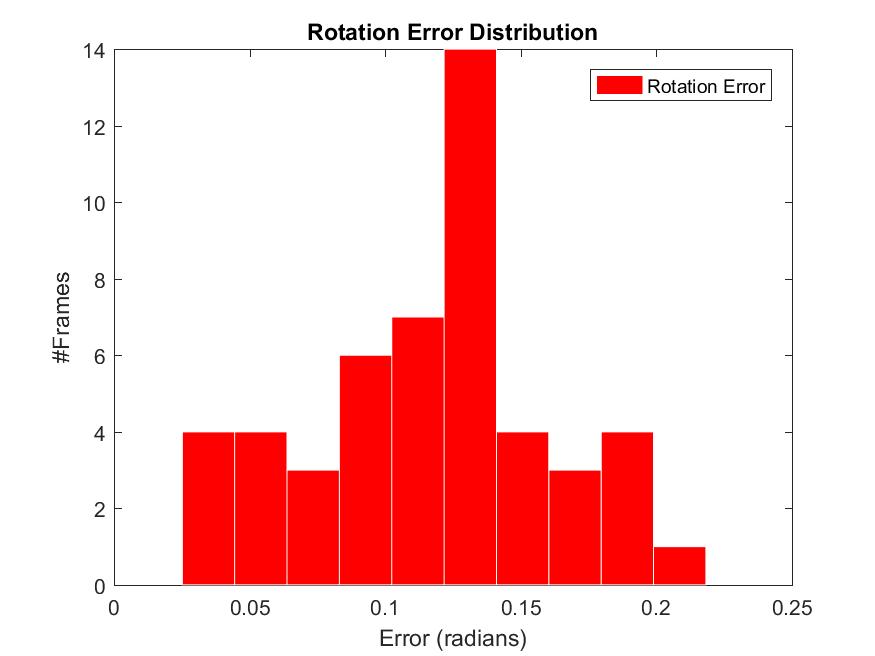 Rotation Error Distribution
Rotation Error
14
12
10
8
6
4
2
0
#Frames
0 0.05 0.1 0.15 0.2 0.25
Error (radians)